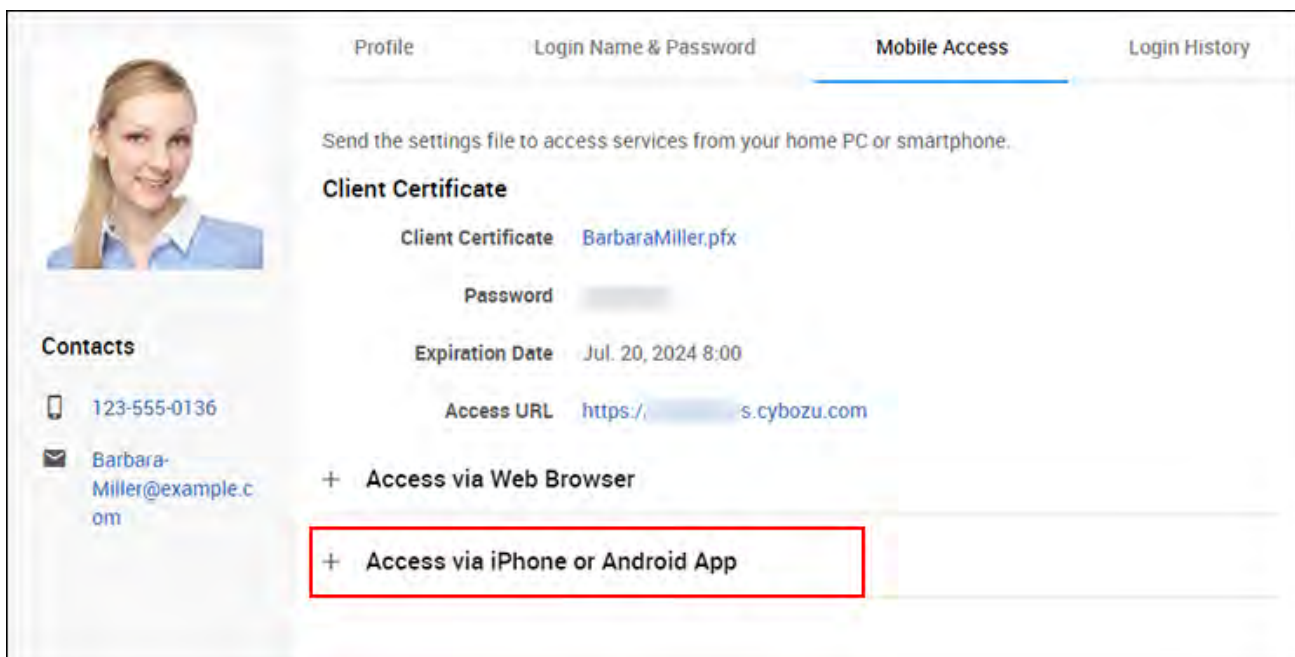 Profile
Login Name & Password
Mobile Access
Login History
Send the settings file to access services from your home PC or smartphone.
Client Certificate
Client Certificate BarbaraMiller.pfx
Password
Expiration Date Jul. 20, 2024 8:00
Access URL https:/ s.cybozu.com
+ Access via Web Browser
+ Access via iPhone or Android App
Contacts
123-555-0136
Barbara-
Miller@example.c
om